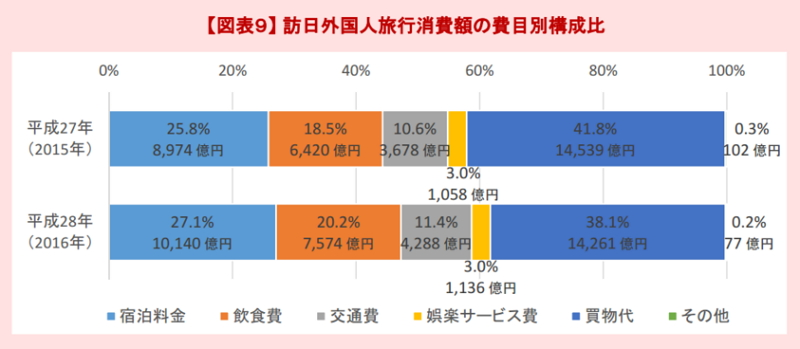 【図表9】訪日外国人旅行消費額の費目別構成比
0% 20% 40% 60% 80% 100%
平成27年
（2015年）
25.8% 18.5% 10.6% 41.8% 0.3%
8,974 億円 6,420 億円 3,678 億円 14,539 億円 102 億円
3.0%
1,058 億円
平成28年
（2016年）
27.1% 20.2% 11.4% 38.1% 0.2%
10,140 億円 7,574 億円 4,288 億円 14,261 億円 77 億円
3.0%
1,136 億円
宿泊料金 飲食費 交通費 娯楽サービス費 買物代 その他